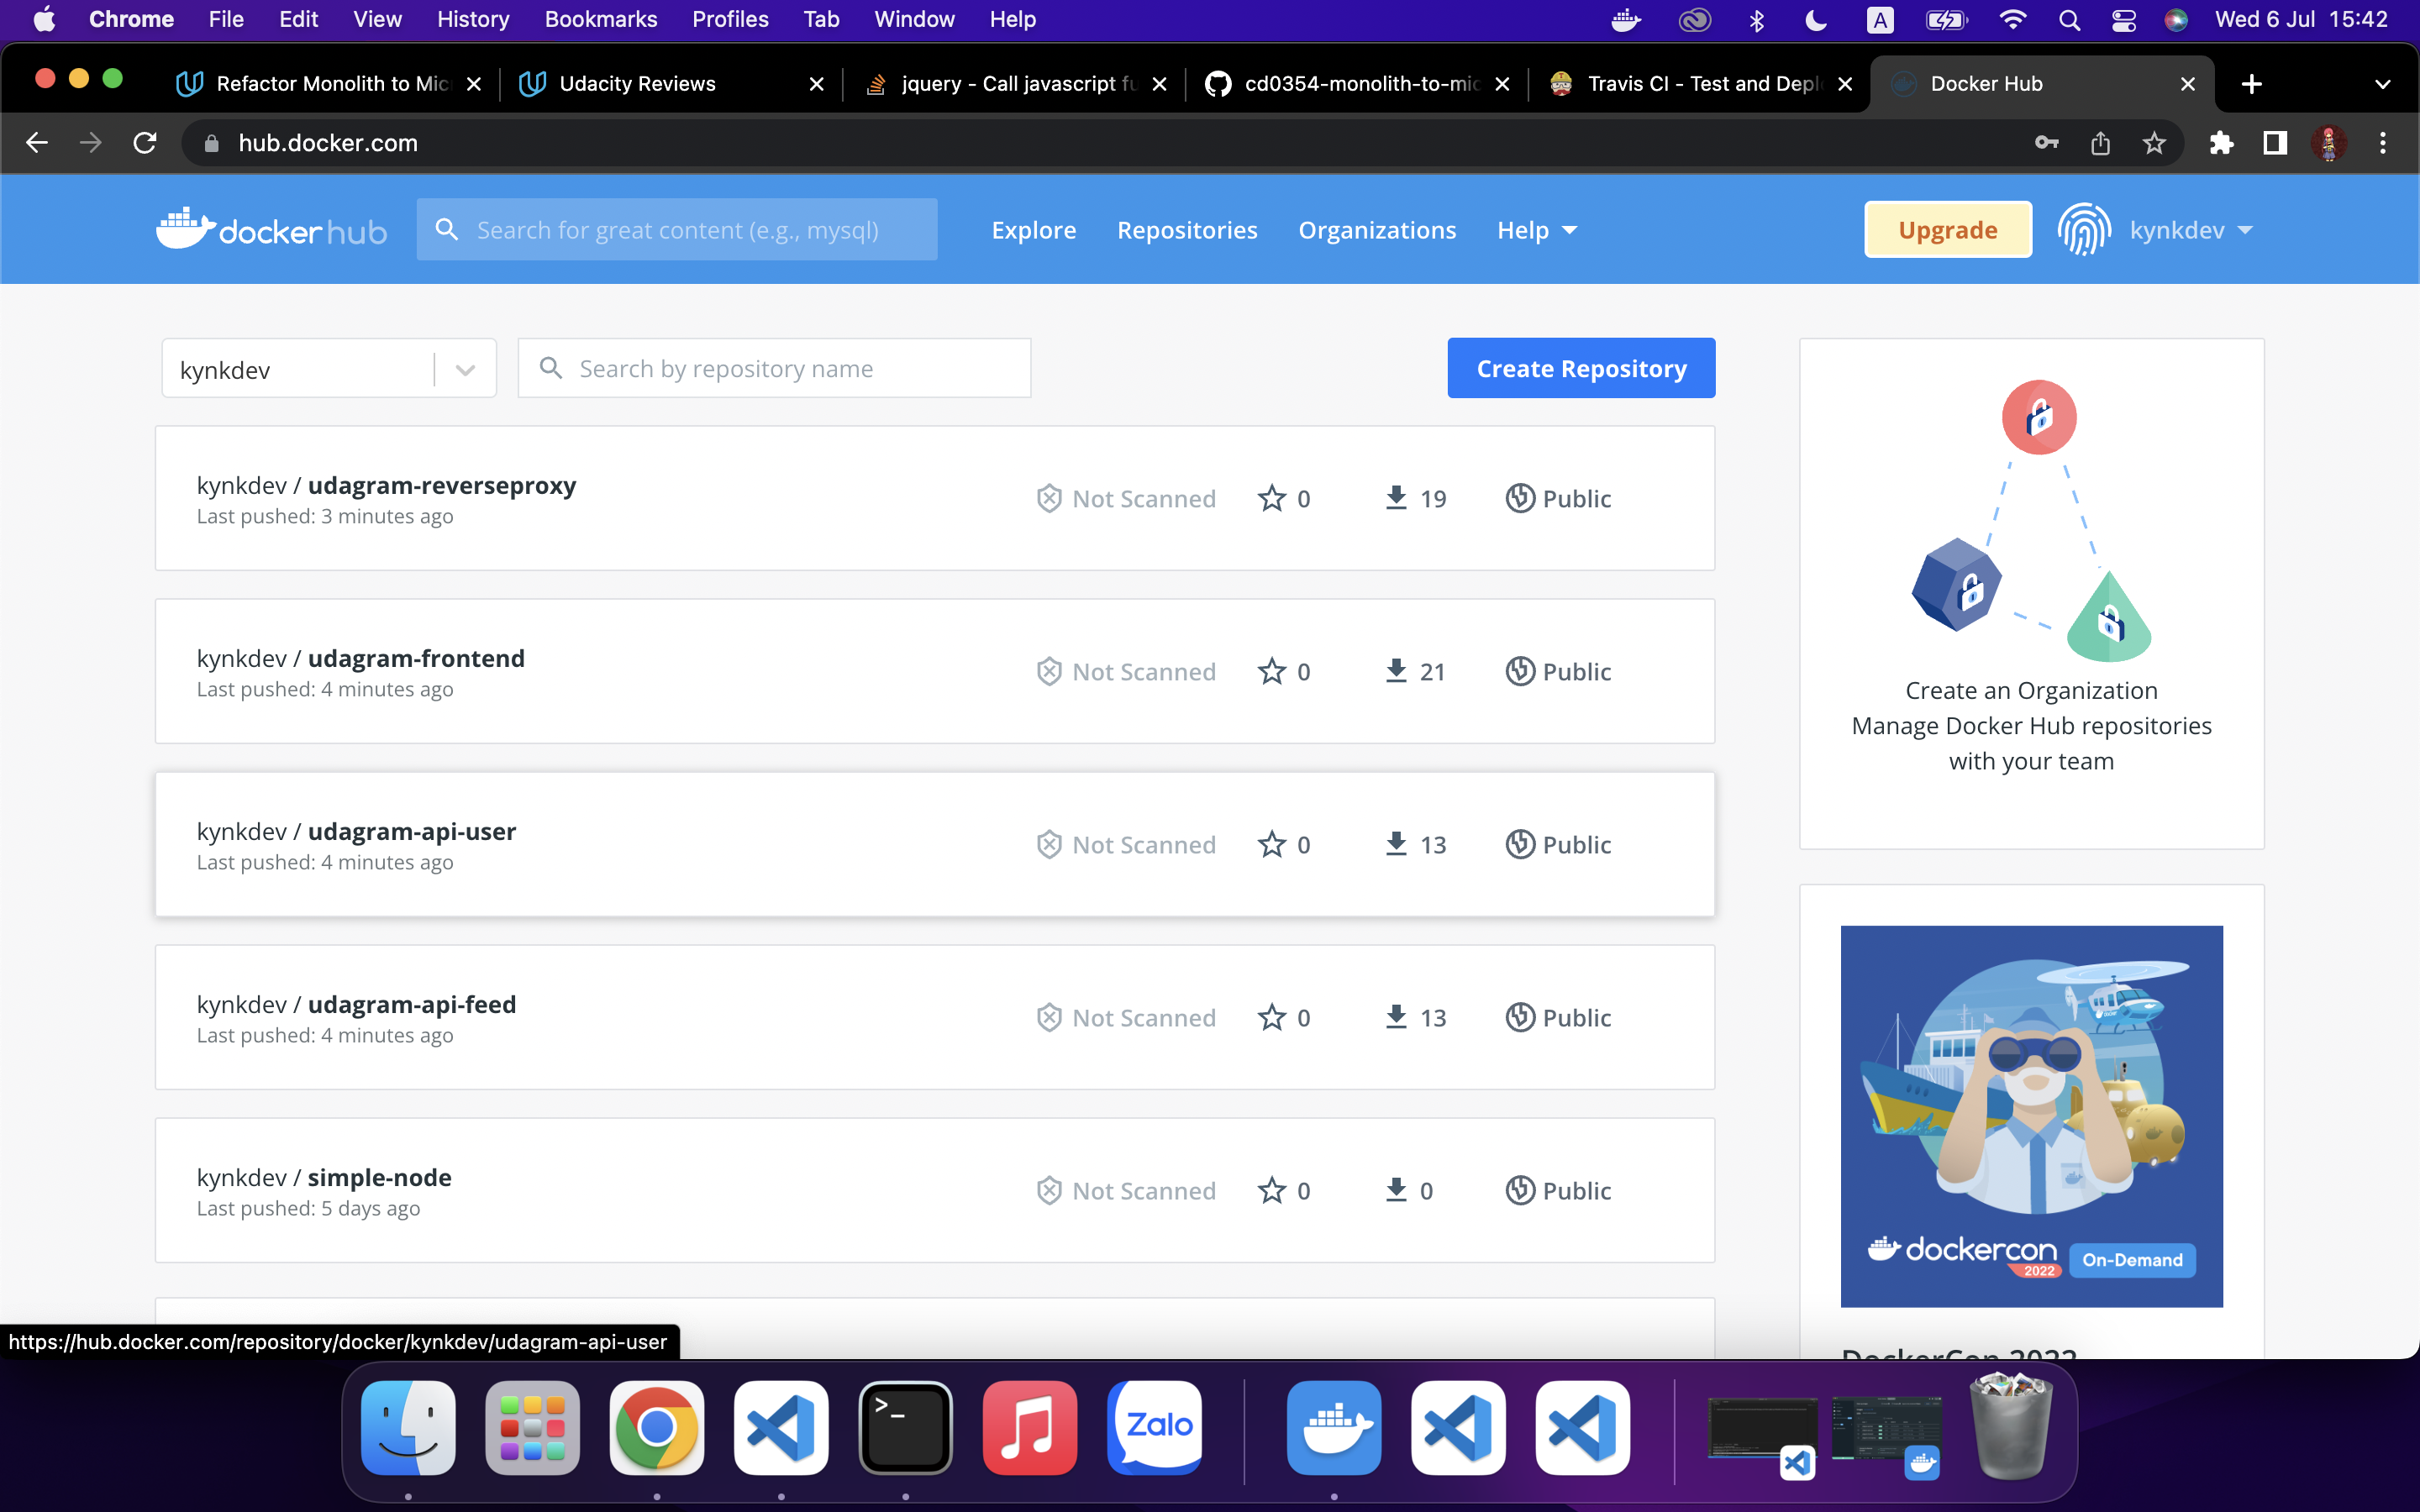 Chrome File Edit View History Bookmarks Profiles Tab Window Help A Wed 6 Jul 15:42
Refactor Monolith to Mic Udacity Reviews jquery - Call javascript fu cd0354-monolith-to-mic Travis CI - Test and Depl Docker Hub
hub.docker.com
docker hub Search for great content (e.g., mysql) Explore Repositories Organizations Help Upgrade kynkdev
kynkdev Search by repository name Create Repository
kynkdev / udagram-reverseproxy
Last pushed: 3 minutes ago
Not Scanned 0 19 Public
kynkdev / udagram-frontend
Last pushed: 4 minutes ago
Not Scanned 0 21 Public
kynkdev / udagram-api-user
Last pushed: 4 minutes ago
Not Scanned 0 13 Public
kynkdev / udagram-api-feed
Last pushed: 4 minutes ago
Not Scanned 0 13 Public
kynkdev / simple-node
Last pushed: 5 days ago
Not Scanned 0 0 Public
Create an Organization
Manage Docker Hub repositories
with your team
dockercon
2022
On-Demand
DockerCon 2022
https://hub.docker.com/repository/docker/kynkdev/udagram-api-user
>_
Zalo